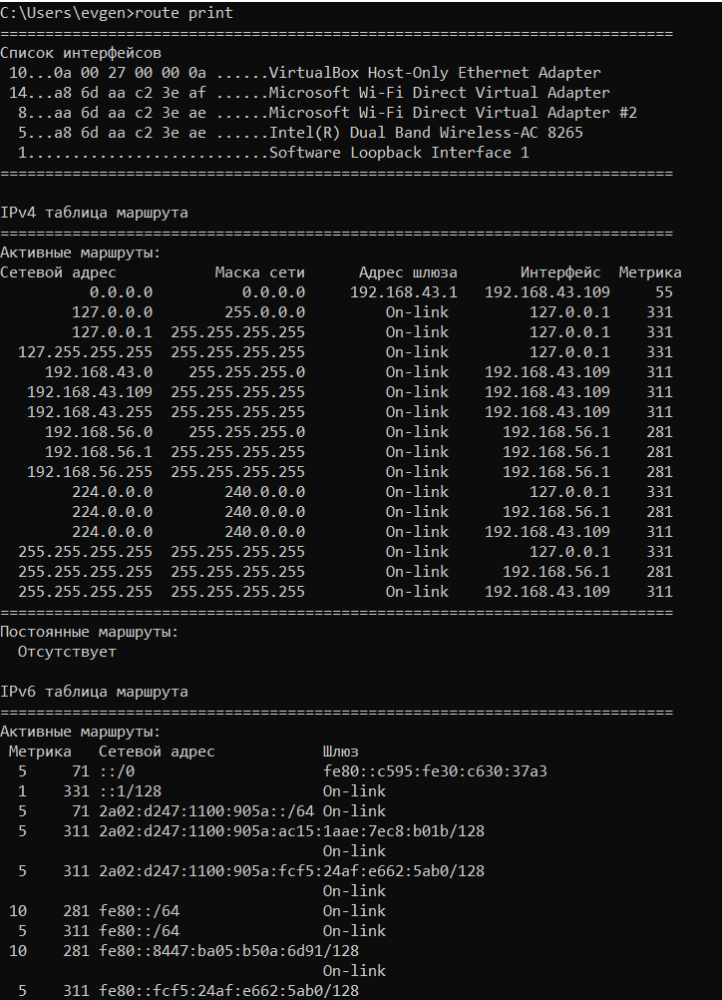 C:\Users\evgen>route print
===========================================================================
Список интерфейсов
 10...0a 00 27 00 00 0a ......VirtualBox Host-Only Ethernet Adapter
 14...a8 6d aa c2 3e af ......Microsoft Wi-Fi Direct Virtual Adapter
  8...aa 6d aa c2 3e ae ......Microsoft Wi-Fi Direct Virtual Adapter #2
  5...a8 6d aa c2 3e ae ......Intel(R) Dual Band Wireless-AC 8265
  1...........................Software Loopback Interface 1
===========================================================================

IPv4 таблица маршрута
===========================================================================
Активные маршруты:
Сетевой адрес           Маска сети      Адрес шлюза       Интерфейс  Метрика
          0.0.0.0          0.0.0.0     192.168.43.1   192.168.43.109     55
        127.0.0.0        255.0.0.0         On-link         127.0.0.1    331
        127.0.0.1  255.255.255.255         On-link         127.0.0.1    331
  127.255.255.255  255.255.255.255         On-link         127.0.0.1    331
     192.168.43.0    255.255.255.0         On-link    192.168.43.109    311
   192.168.43.109  255.255.255.255         On-link    192.168.43.109    311
   192.168.43.255  255.255.255.255         On-link    192.168.43.109    311
     192.168.56.0    255.255.255.0         On-link      192.168.56.1    281
     192.168.56.1  255.255.255.255         On-link      192.168.56.1    281
   192.168.56.255  255.255.255.255         On-link      192.168.56.1    281
        224.0.0.0        240.0.0.0         On-link         127.0.0.1    331
        224.0.0.0        240.0.0.0         On-link      192.168.56.1    281
        224.0.0.0        240.0.0.0         On-link    192.168.43.109    311
  255.255.255.255  255.255.255.255         On-link         127.0.0.1    331
  255.255.255.255  255.255.255.255         On-link      192.168.56.1    281
  255.255.255.255  255.255.255.255         On-link    192.168.43.109    311
===========================================================================
Постоянные маршруты:
  Отсутствует

IPv6 таблица маршрута
===========================================================================
Активные маршруты:
 Метрика   Сетевой адрес            Шлюз
  5     71 ::/0                     fe80::c595:fe30:c630:37a3
  1    331 ::1/128                  On-link
  5     71 2a02:d247:1100:905a::/64 On-link
  5    311 2a02:d247:1100:905a:ac15:1aae:7ec8:b01b/128
                                    On-link
  5    311 2a02:d247:1100:905a:fcf5:24af:e662:5ab0/128
                                    On-link
 10    281 fe80::/64                On-link
  5    311 fe80::/64                On-link
 10    281 fe80::8447:ba05:b50a:6d91/128
                                    On-link
  5    311 fe80::fcf5:24af:e662:5ab0/128